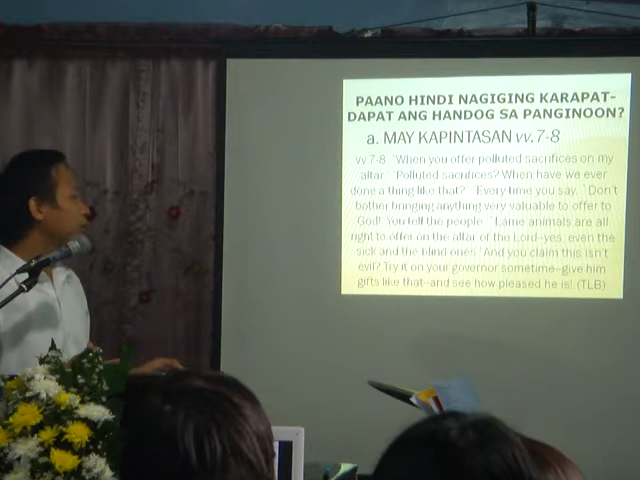 PAANO HINDI NAGIGING KARAPAT-
DAPAT ANG HANDOG SA PANGINOON?
a. MAY KAPINTASAN vv. 7-8
vv 7-8 "When you offer polluted sacrifices on my
altar." 'Polluted sacrifices? When have we ever
done a thing like that?' "Every time you say, 'Don't
bother bringing anything very valuable to offer to
God!' You tell the people, 'Lame animals are all
right to offer on the altar of the Lord--yes, even the
sick and the blind ones.' And you claim this isn't
evil? Try it on your governor sometime--give him
gifts like that--and see how pleased he is! (TLB)